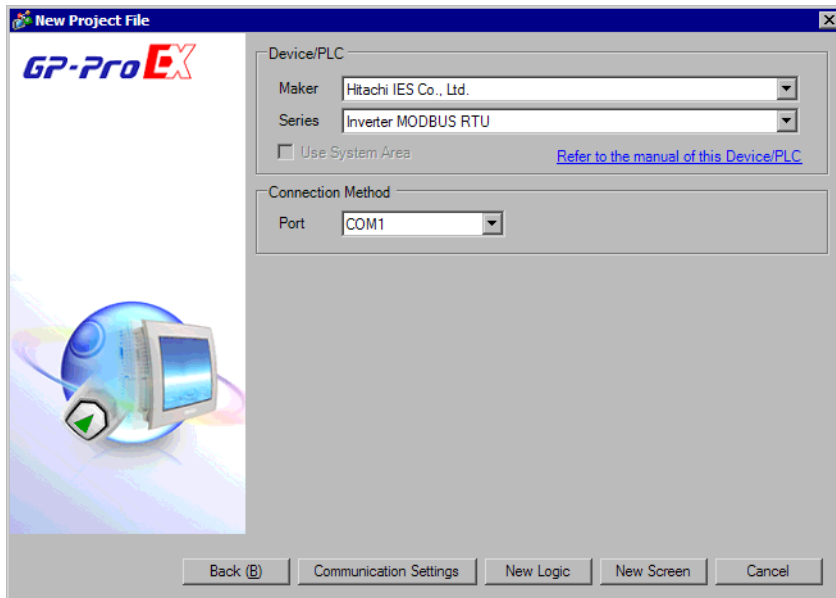 New Project File
GP-Pro EX
Device/PLC
Maker Hitachi IES Co., Ltd.
Series Inverter MODBUS RTU
Use System Area Refer to the manual of this Device/PLC
Connection Method
Port COM1
Back (B) Communication Settings New Logic New Screen Cancel